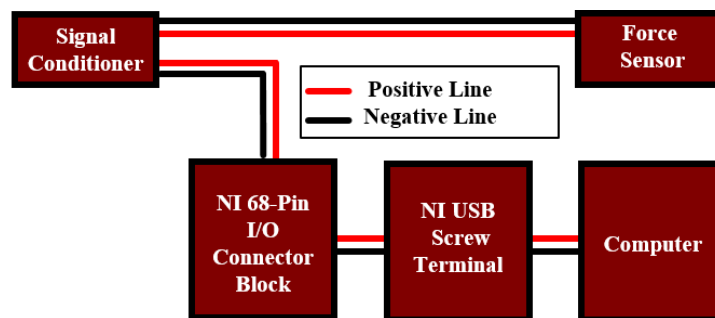 Signal
Conditioner
Force
Sensor
Positive Line
Negative Line
NI 68-Pin
I/O
Connector
Block
NI USB
Screw
Terminal
Computer